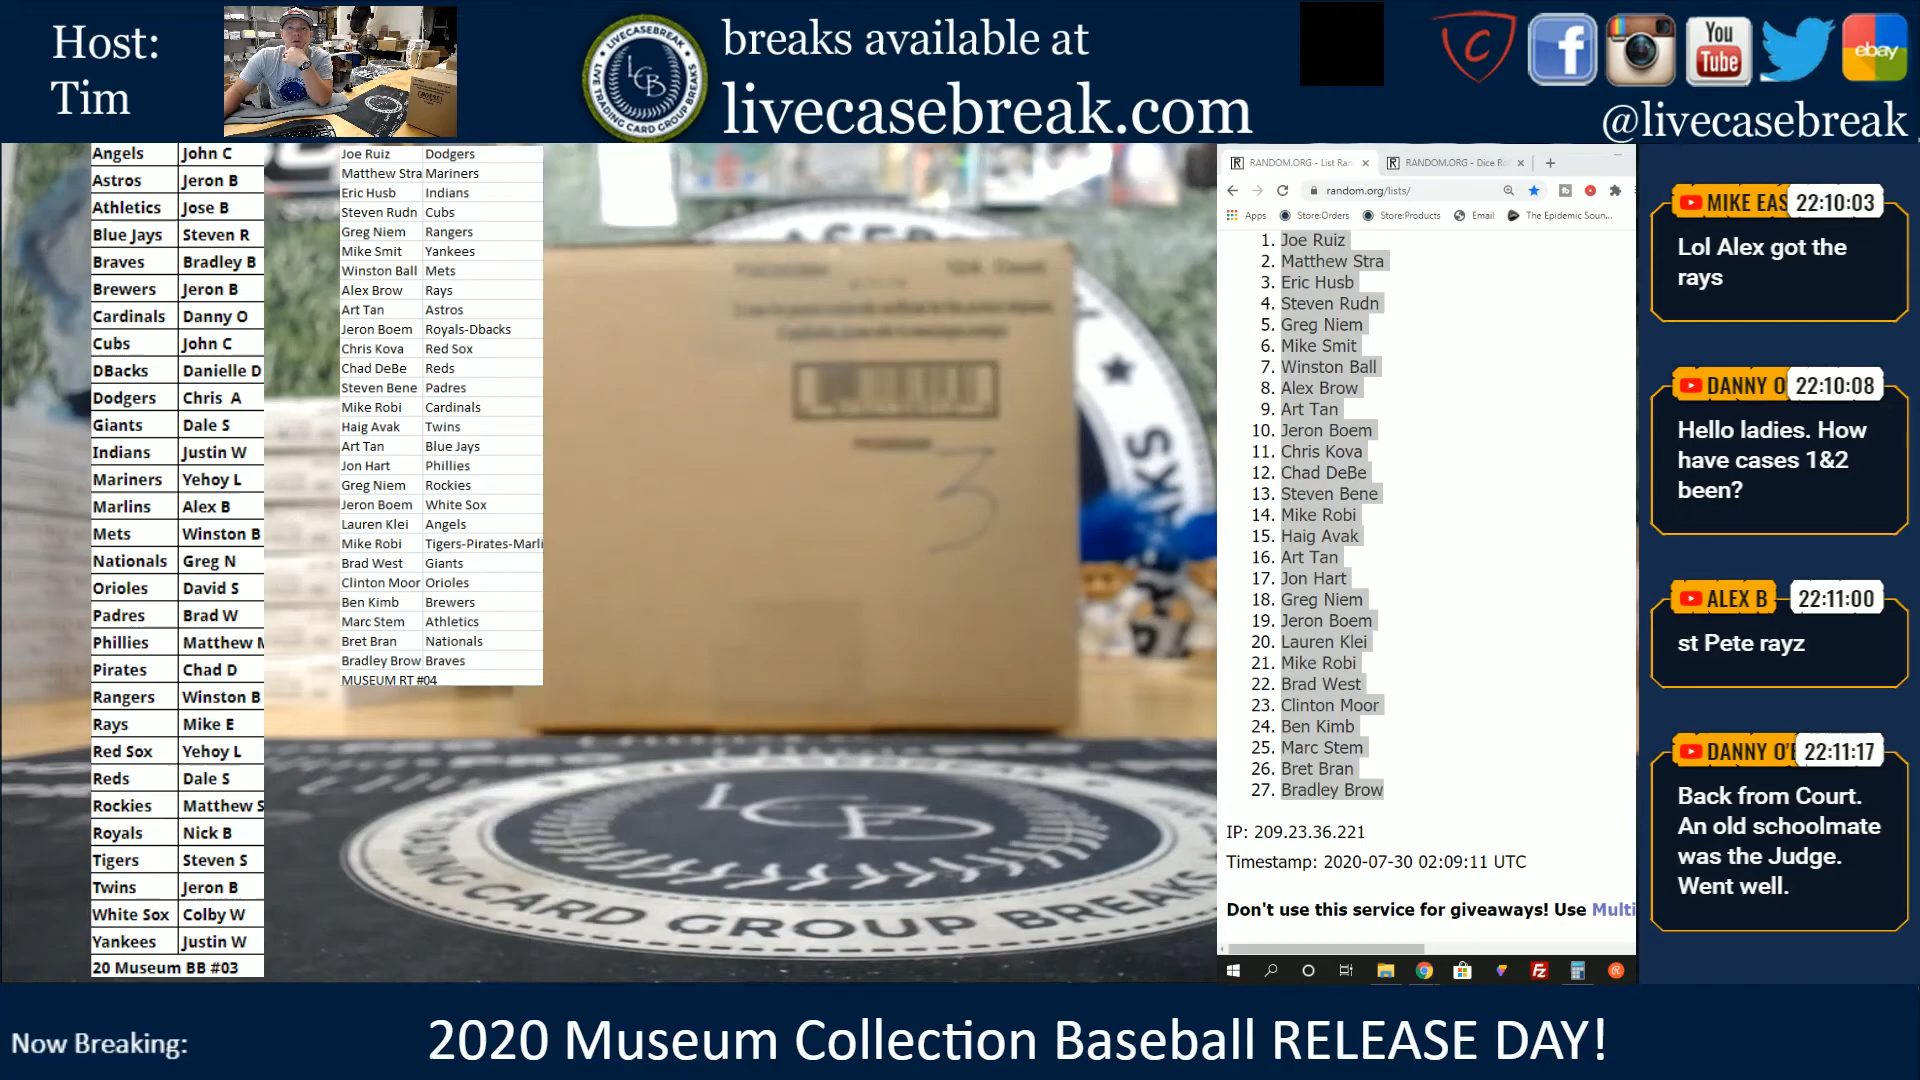 Host:
Tim
breaks available at
livecasebreak.com
LIVECASEBREAK
LIVE TRADING CARD GROUP BREAKS
LCB
C
f
You
Tube
ebay
@livecasebreak
Angels John C
Astros Jeron B
Athletics Jose B
Blue Jays Steven R
Braves Bradley B
Brewers Jeron B
Cardinals Danny O
Cubs John C
DBacks Danielle D
Dodgers Chris A
Giants Dale S
Indians Justin W
Mariners Yehoy L
Marlins Alex B
Mets Winston B
Nationals Greg N
Orioles David S
Padres Brad W
Phillies Matthew M
Pirates Chad D
Rangers Winston B
Rays Mike E
Red Sox Yehoy L
Reds Dale S
Rockies Matthew S
Royals Nick B
Tigers Steven S
Twins Jeron B
White Sox Colby W
Yankees Justin W
20 Museum BB #03
Joe Ruiz Dodgers
Matthew Stra Mariners
Eric Husb Indians
Steven Rudn Cubs
Greg Niem Rangers
Mike Smit Yankees
Winston Ball Mets
Alex Brow Rays
Art Tan Astros
Jeron Boem Royals-Dbacks
Chris Kova Red Sox
Chad DeBe Reds
Steven Bene Padres
Mike Robi Cardinals
Haig Avak Twins
Art Tan Blue Jays
Jon Hart Phillies
Greg Niem Rockies
Jeron Boem White Sox
Lauren Klei Angels
Mike Robi Tigers-Pirates-Marli
Brad West Giants
Clinton Moor Orioles
Ben Kimb Brewers
Marc Stem Athletics
Bret Bran Nationals
Bradley Brow Braves
MUSEUM RT #04
3
LCB
CARD GROUP BREAKS
RANDOM.ORG - List Ran
RANDOM.ORG - Dice Ro
random.org/lists/
Apps Store:Orders Store:Products Email The Epidemic Soun...
1. Joe Ruiz
2. Matthew Stra
3. Eric Husb
4. Steven Rudn
5. Greg Niem
6. Mike Smit
7. Winston Ball
8. Alex Brow
9. Art Tan
10. Jeron Boem
11. Chris Kova
12. Chad DeBe
13. Steven Bene
14. Mike Robi
15. Haig Avak
16. Art Tan
17. Jon Hart
18. Greg Niem
19. Jeron Boem
20. Lauren Klei
21. Mike Robi
22. Brad West
23. Clinton Moor
24. Ben Kimb
25. Marc Stem
26. Bret Bran
27. Bradley Brow
IP: 209.23.36.221
Timestamp: 2020-07-30 02:09:11 UTC
Don't use this service for giveaways! Use Multi
MIKE EAS 22:10:03
Lol Alex got the
rays
DANNY O 22:10:08
Hello ladies. How
have cases 1&2
been?
ALEX B 22:11:00
st Pete rayz
DANNY O'B 22:11:17
Back from Court.
An old schoolmate
was the Judge.
Went well.
Now Breaking:
2020 Museum Collection Baseball RELEASE DAY!